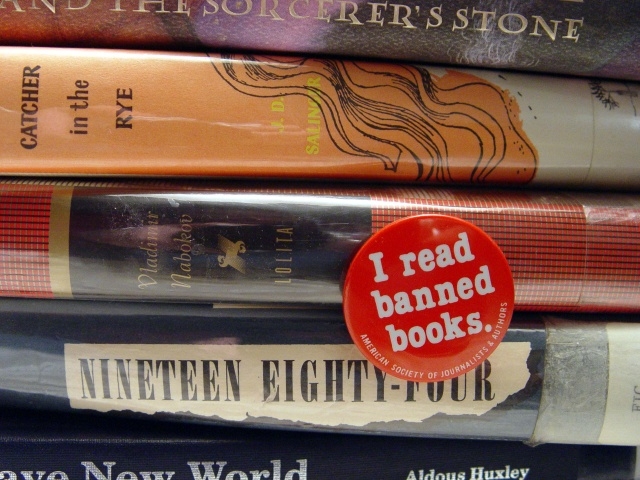 AND THE SORCERER'S STONE
CATCHER
in the
RYE
J. D.
SALINGER
Vladimir
Nabokov
LOLITA
I read
banned
books.
AMERICAN SOCIETY OF JOURNALISTS & AUTHORS
NINETEEN EIGHTY-FOUR
ave New World
Aldous Huxley